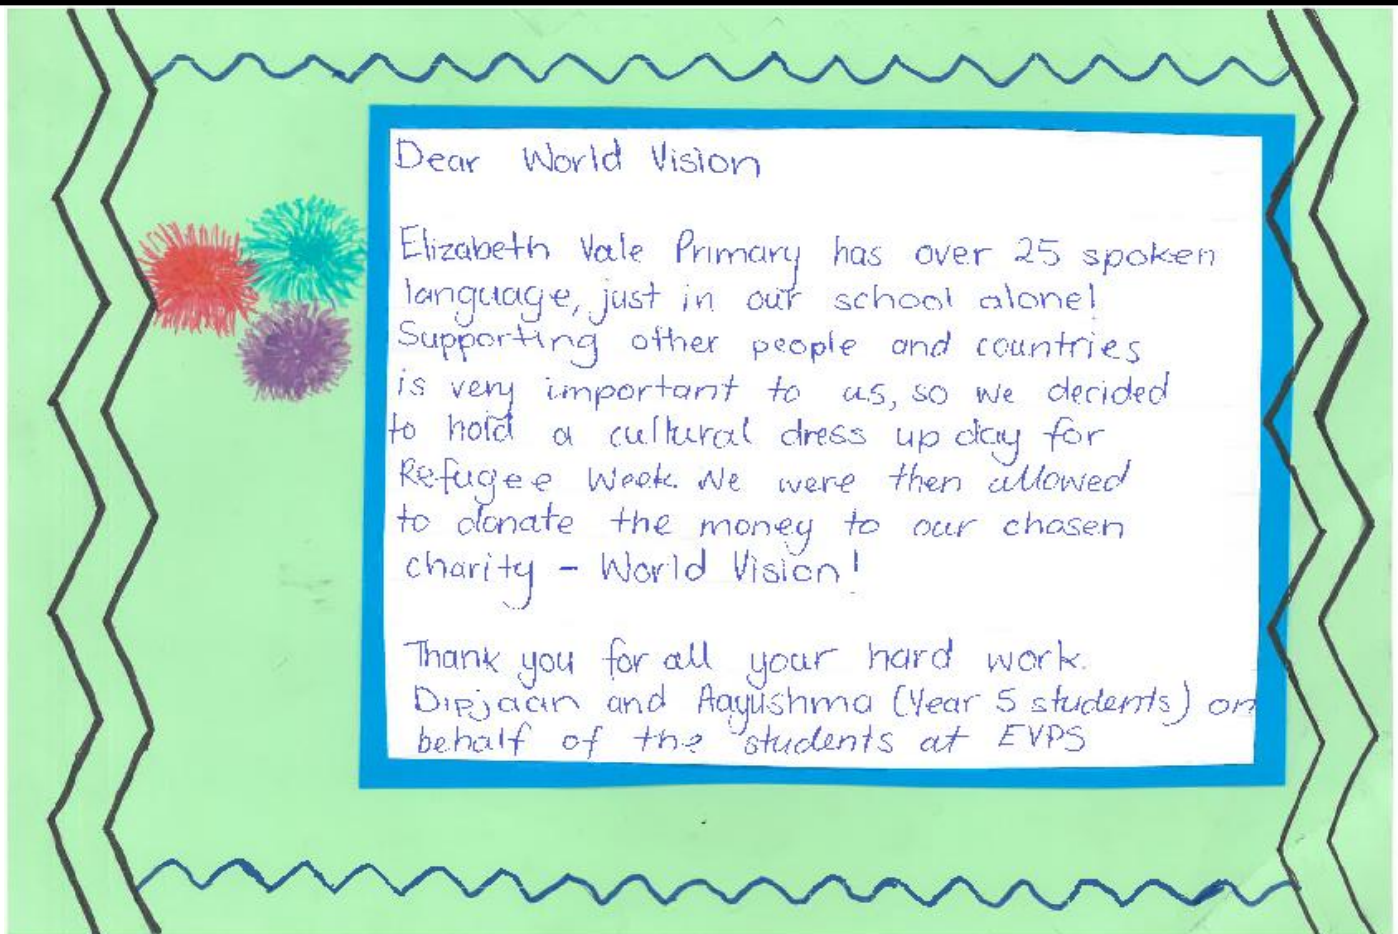 Dear World Vision
Elizabeth Vale Primary has over 25 spoken
language, just in our school alone!
Supporting other people and countries
is very important to us, so we decided
to hold a cultural dress up day for
Refugee Week. We were then allowed
to donate the money to our chosen
charity - World Vision!
Thank you for all your hard work.
Dipjaan and Aayushma (Year 5 students) on
behalf of the students at EVPS